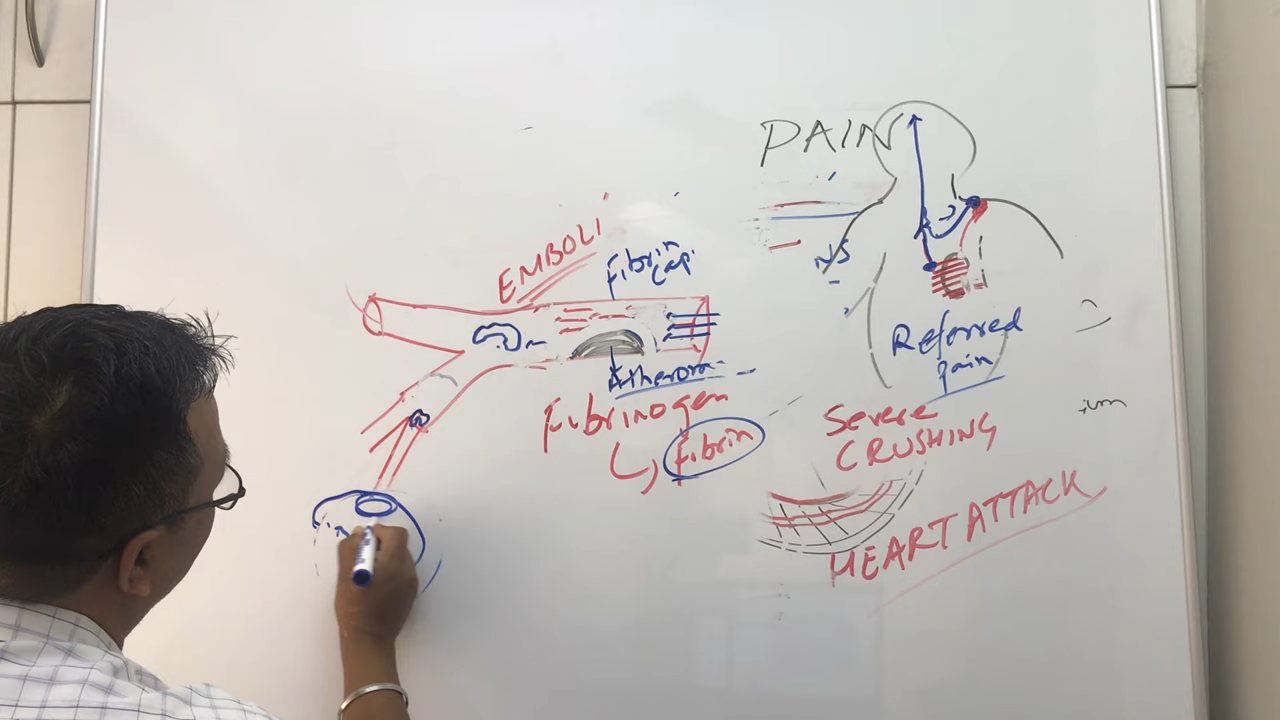 PAIN
EMBOLI
Fibrin
Cap
NS
Atheroma
Referred
pain
Fibrinogen
Fibrin
Severe
CRUSHING
HEART ATTACK